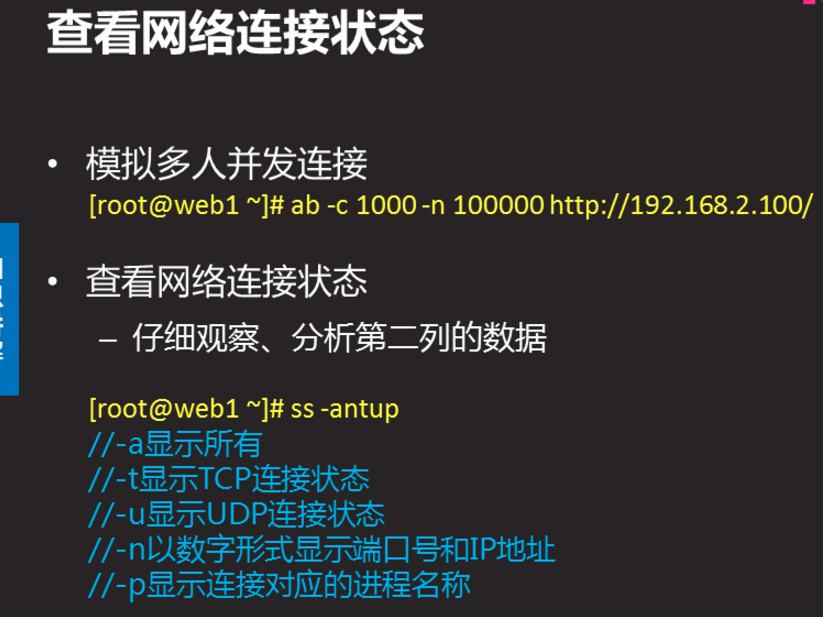 查看网络连接状态
• 模拟多人并发连接
[root@web1 ~]# ab -c 1000 -n 100000 http://192.168.2.100/
• 查看网络连接状态
– 仔细观察、分析第二列的数据
[root@web1 ~]# ss -antup
//-a显示所有
//-t显示TCP连接状态
//-u显示UDP连接状态
//-n以数字形式显示端口号和IP地址
//-p显示连接对应的进程名称